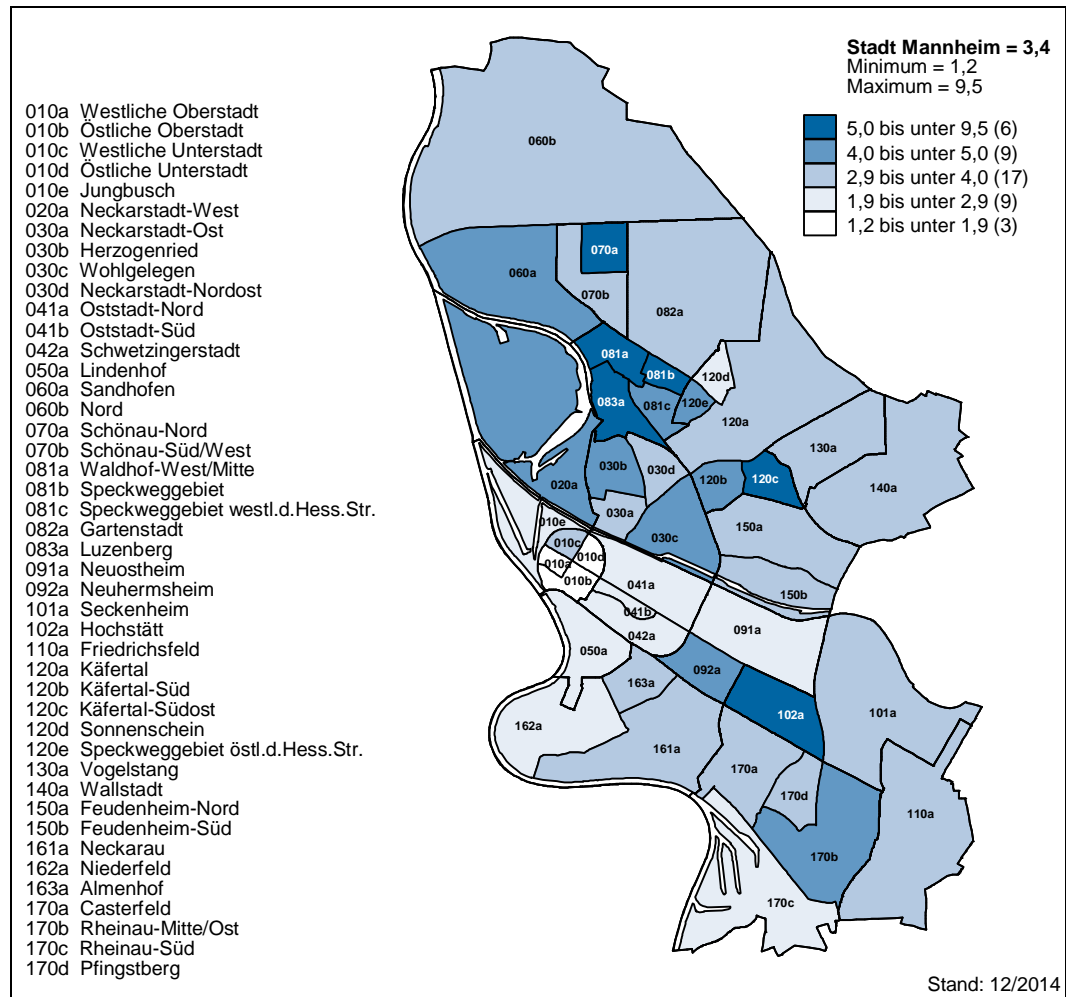 Stadt Mannheim = 3,4
Minimum = 1,2
Maximum = 9,5
5,0 bis unter 9,5 (6)
4,0 bis unter 5,0 (9)
2,9 bis unter 4,0 (17)
1,9 bis unter 2,9 (9)
1,2 bis unter 1,9 (3)
010a Westliche Oberstadt
010b Östliche Oberstadt
010c Westliche Unterstadt
010d Östliche Unterstadt
010e Jungbusch
020a Neckarstadt-West
030a Neckarstadt-Ost
030b Herzogenried
030c Wohlgelegen
030d Neckarstadt-Nordost
041a Oststadt-Nord
041b Oststadt-Süd
042a Schwetzingerstadt
050a Lindenhof
060a Sandhofen
060b Nord
070a Schönau-Nord
070b Schönau-Süd/West
081a Waldhof-West/Mitte
081b Speckweggebiet
081c Speckweggebiet westl.d.Hess.Str.
082a Gartenstadt
083a Luzenberg
091a Neuostheim
092a Neuhermsheim
101a Seckenheim
102a Hochstätt
110a Friedrichsfeld
120a Käfertal
120b Käfertal-Süd
120c Käfertal-Südost
120d Sonnenschein
120e Speckweggebiet östl.d.Hess.Str.
130a Vogelstang
140a Wallstadt
150a Feudenheim-Nord
150b Feudenheim-Süd
161a Neckarau
162a Niederfeld
163a Almenhof
170a Casterfeld
170b Rheinau-Mitte/Ost
170c Rheinau-Süd
170d Pfingstberg
060b
070a
060a
070b
082a
081a
081b
120d
083a
081c
120e
120a
130a
030b
030d
120b
120c
140a
020a
030a
150a
010e
010c
030c
010a
010d
010b
041a
150b
041b
042a
091a
050a
092a
163a
102a
101a
162a
161a
170a
170d
110a
170b
170c
Stand: 12/2014